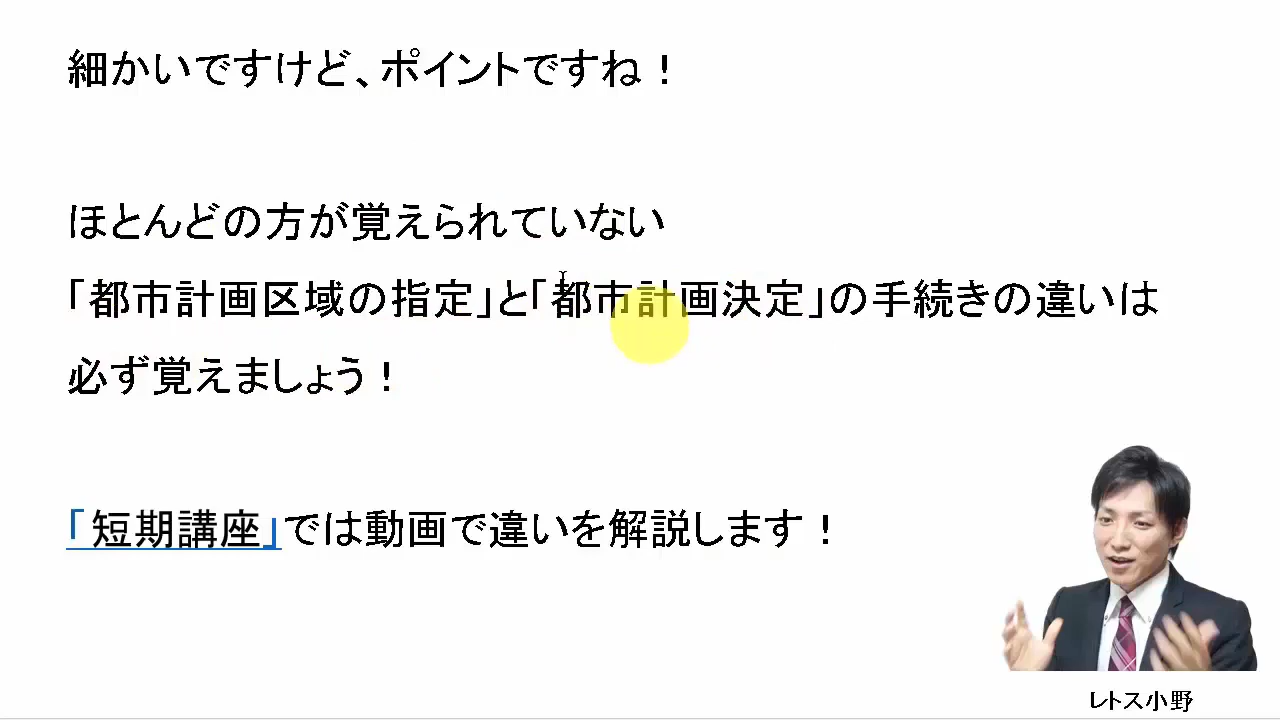 細かいですけど、ポイントですね！
ほとんどの方が覚えられていない
「都市計画区域の指定」と「都市計画決定」の手続きの違いは
必ず覚えましょう！
「短期講座」では動画で違いを解説します！
レトス小野